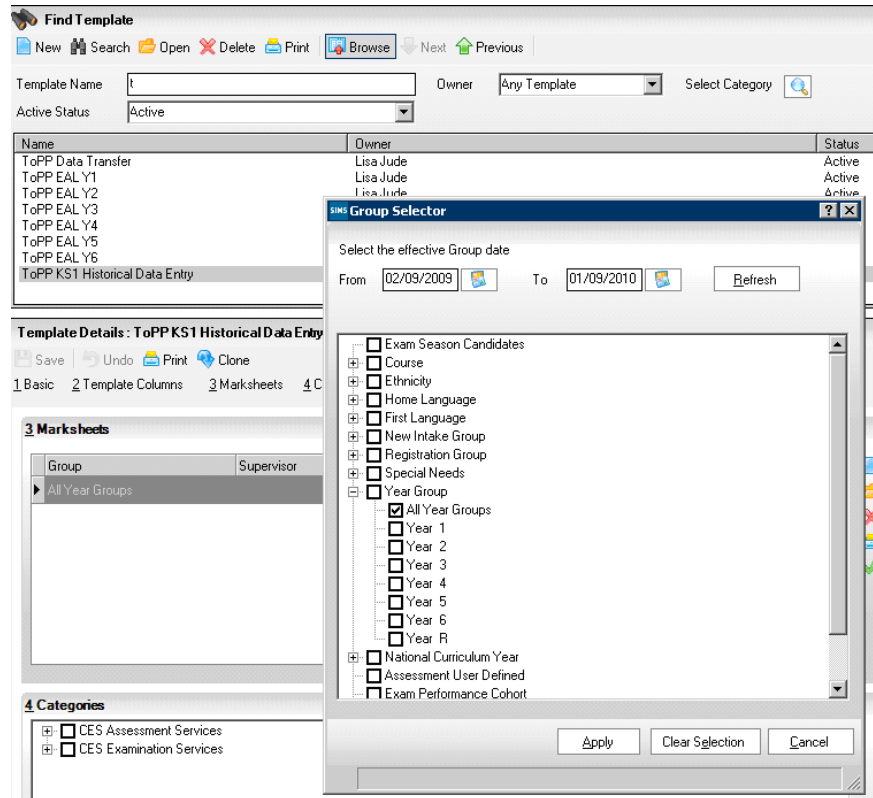 Find Template
New Search Open Delete Print Browse Next Previous
Template Name t Owner Any Template Select Category
Active Status Active
Name Owner Status
ToPP Data Transfer Lisa Jude Active
ToPP EAL Y1 Lisa Jude Active
ToPP EAL Y2 Lisa Jude Active
ToPP EAL Y3
ToPP EAL Y4
ToPP EAL Y5
ToPP EAL Y6
ToPP KS1 Historical Data Entry
Template Details : ToPP KS1 Historical Data Entry
Save Undo Print Clone
1 Basic 2 Template Columns 3 Marksheets 4 C
3 Marksheets
Group Supervisor
All Year Groups
4 Categories
CES Assessment Services
CES Examination Services
SIMS Group Selector
Select the effective Group date
From 02/09/2009 To 01/09/2010 Refresh
Exam Season Candidates
Course
Ethnicity
Home Language
First Language
New Intake Group
Registration Group
Special Needs
Year Group
All Year Groups
Year 1
Year 2
Year 3
Year 4
Year 5
Year 6
Year R
National Curriculum Year
Assessment User Defined
Exam Performance Cohort
Apply Clear Selection Cancel